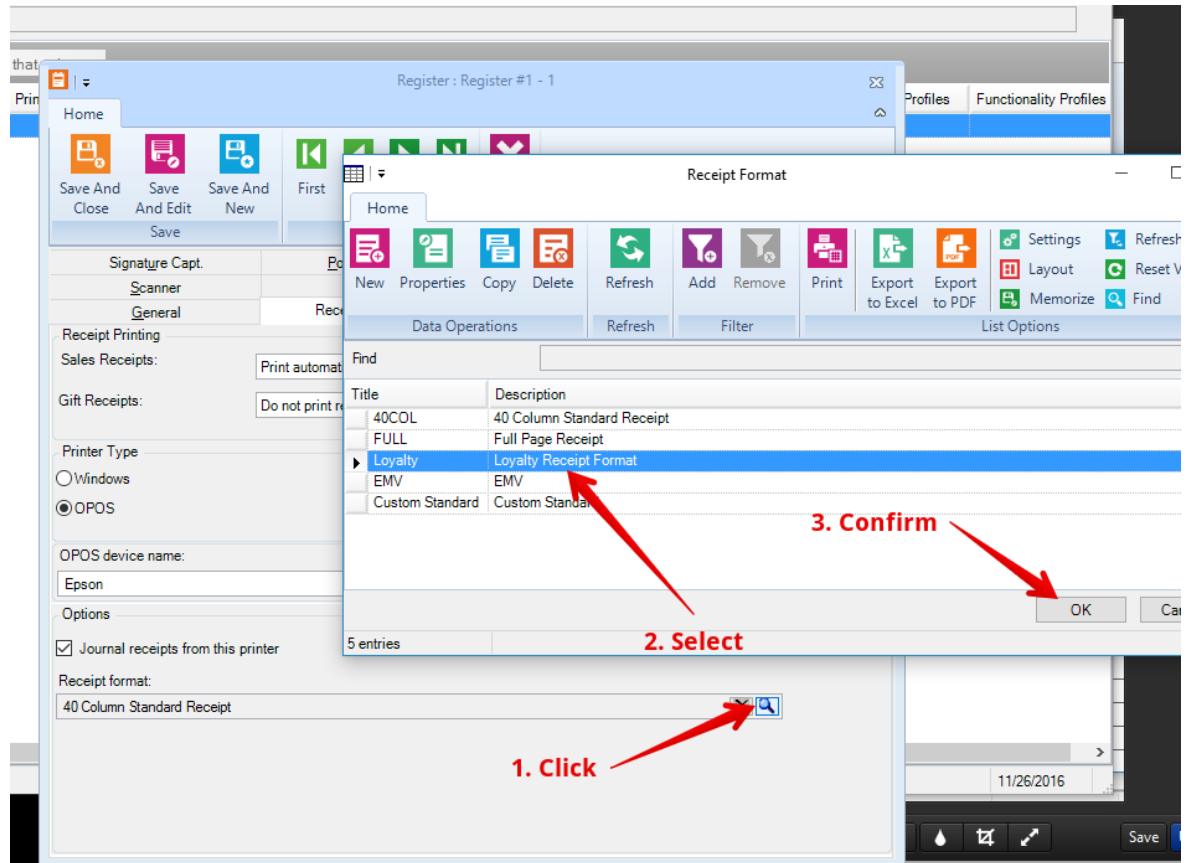 that
Register : Register #1 - 1
Prin
Profiles
Functionality Profiles
Home
Save And Close
Save And Edit
Save And New
First
Save
Receipt Format
Home
New
Properties
Copy
Delete
Refresh
Add
Remove
Print
Export to Excel
Export to PDF
Settings
Layout
Memorize
Refresh
Reset V
Find
Data Operations
Refresh
Filter
List Options
Signature Capt.
Po
Scanner
General
Rece
Receipt Printing
Sales Receipts:
Print automat
Gift Receipts:
Do not print re
Printer Type
Windows
OPOS
OPOS device name:
Epson
Options
Journal receipts from this printer
Receipt format:
40 Column Standard Receipt
Find
Title Description
40COL 40 Column Standard Receipt
FULL Full Page Receipt
Loyalty Loyalty Receipt Format
EMV EMV
Custom Standard Custom Standar
3. Confirm
OK
Can
2. Select
5 entries
1. Click
11/26/2016
Save